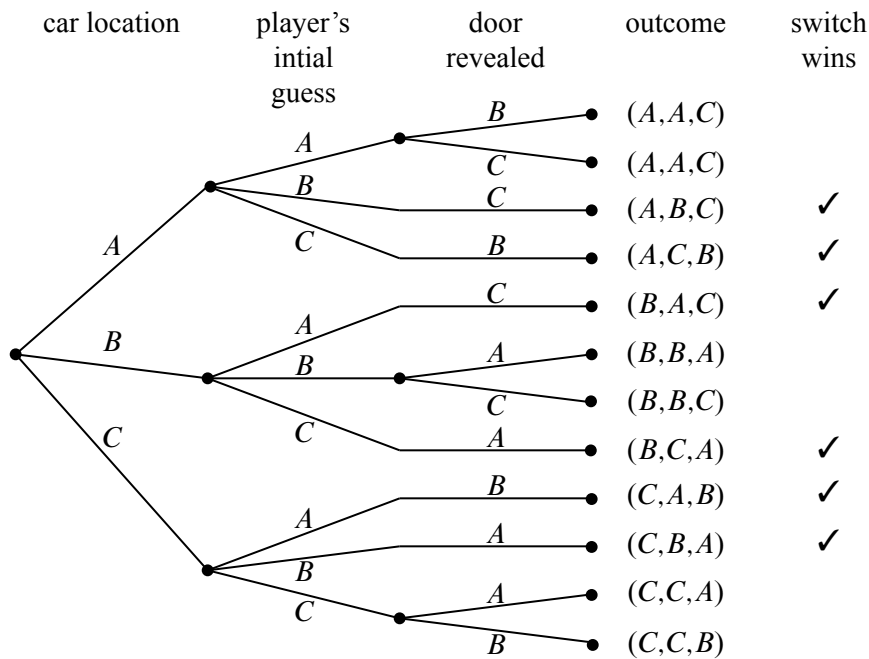 car location player's door outcome switch
intial revealed wins
guess
B (A,A,C)
A
C (A,A,C)
B C (A,B,C) ✓
C B (A,C,B) ✓
A
C (B,A,C) ✓
A
B A (B,B,A)
B
C (B,B,C)
C A (B,C,A) ✓
C
B (C,A,B) ✓
A
A (C,B,A) ✓
B
A (C,C,A)
C
B (C,C,B)